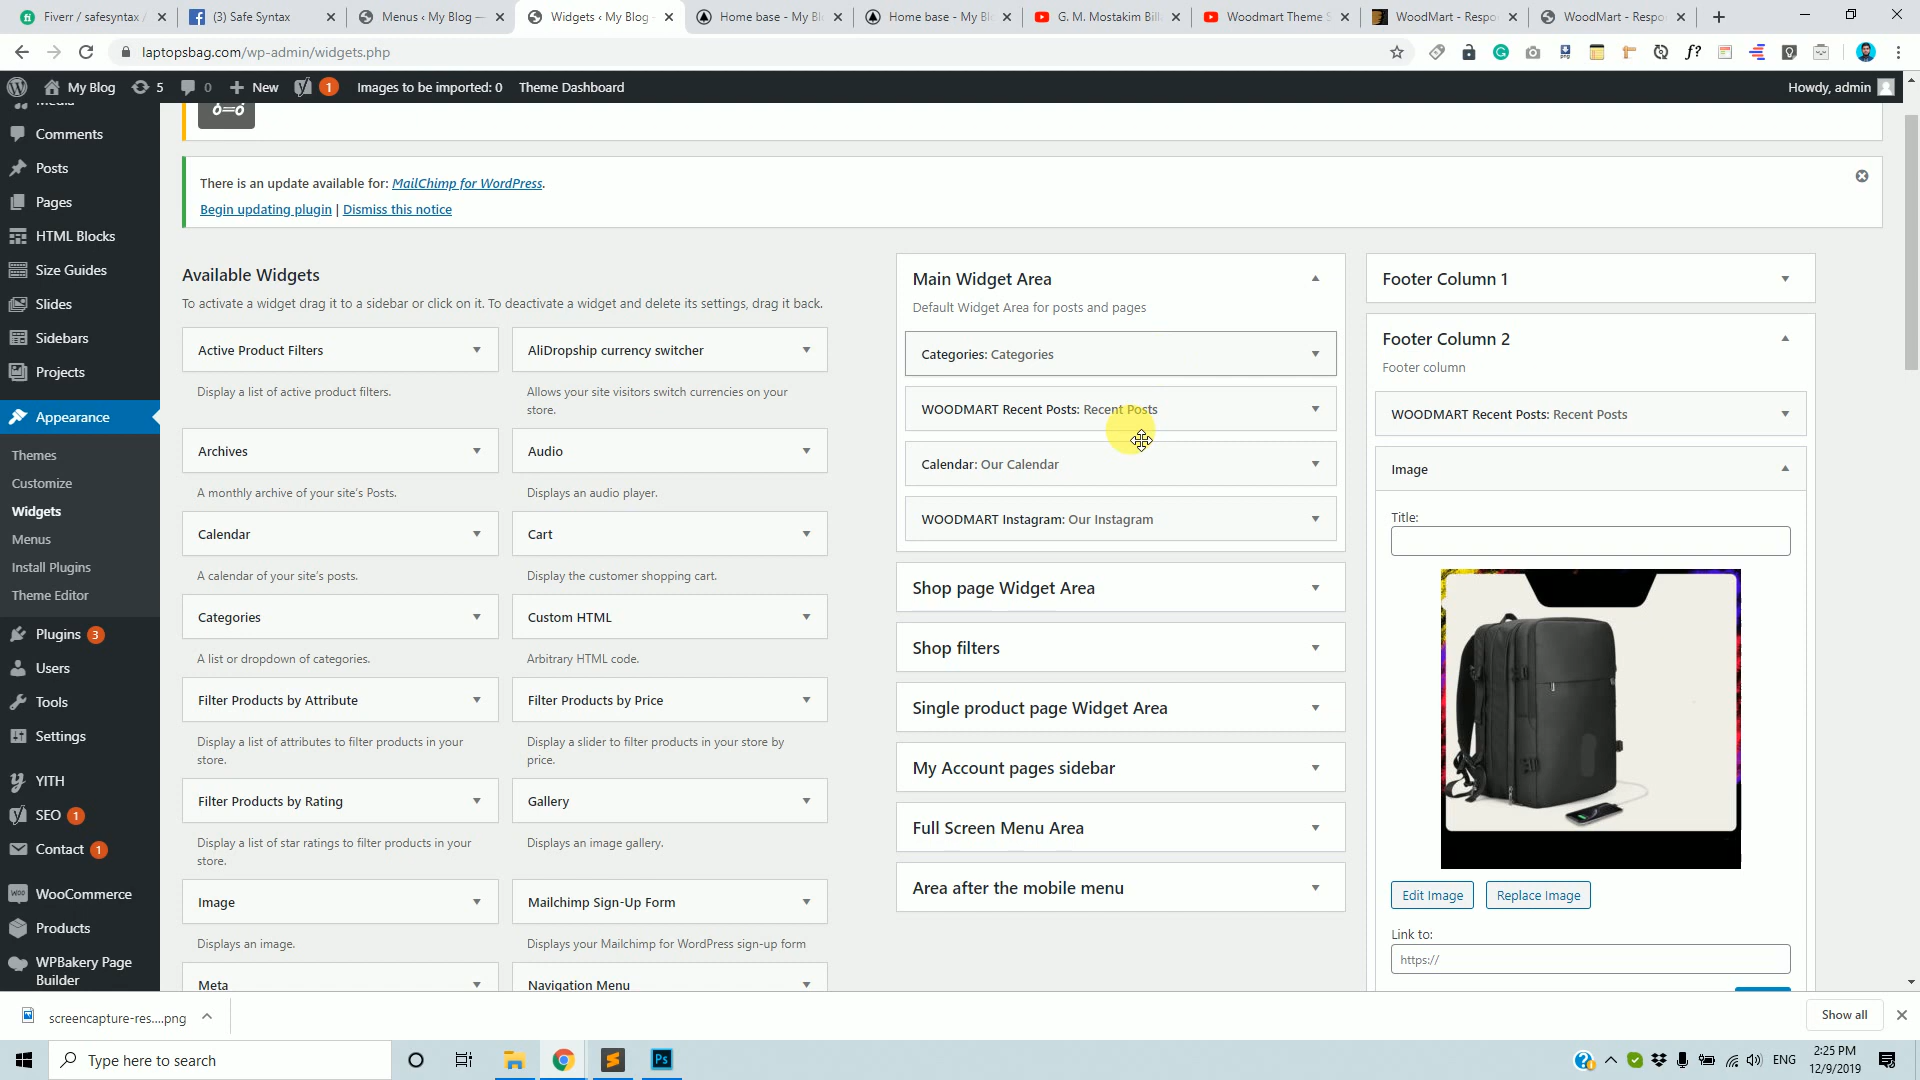 Fiverr / safesyntax /
(3) Safe Syntax
Menus ‹ My Blog —
Widgets ‹ My Blog
Home base - My Bl
Home base - My Bl
G. M. Mostakim Bill
Woodmart Theme S
WoodMart - Respo
WoodMart - Respo
laptopsbag.com/wp-admin/widgets.php
My Blog
5
0
New
1
Images to be imported: 0
Theme Dashboard
Howdy, admin
Comments
Posts
Pages
HTML Blocks
Size Guides
Slides
Sidebars
Projects
Appearance
Themes
Customize
Widgets
Menus
Install Plugins
Theme Editor
Plugins 3
Users
Tools
Settings
YITH
SEO 1
Contact 1
WooCommerce
Products
WPBakery Page
Builder
There is an update available for: MailChimp for WordPress.
Begin updating plugin | Dismiss this notice
Available Widgets
To activate a widget drag it to a sidebar or click on it. To deactivate a widget and delete its settings, drag it back.
Active Product Filters
Display a list of active product filters.
AliDropship currency switcher
Allows your site visitors switch currencies on your
store.
Archives
A monthly archive of your site's Posts.
Audio
Displays an audio player.
Calendar
A calendar of your site's posts.
Cart
Display the customer shopping cart.
Categories
A list or dropdown of categories.
Custom HTML
Arbitrary HTML code.
Filter Products by Attribute
Display a list of attributes to filter products in your
store.
Filter Products by Price
Display a slider to filter products in your store by
price.
Filter Products by Rating
Display a list of star ratings to filter products in your
store.
Gallery
Displays an image gallery.
Image
Displays an image.
Mailchimp Sign-Up Form
Displays your Mailchimp for WordPress sign-up form
Meta
Navigation Menu
Main Widget Area
Default Widget Area for posts and pages
Categories: Categories
WOODMART Recent Posts: Recent Posts
Calendar: Our Calendar
WOODMART Instagram: Our Instagram
Shop page Widget Area
Shop filters
Single product page Widget Area
My Account pages sidebar
Full Screen Menu Area
Area after the mobile menu
Footer Column 1
Footer Column 2
Footer column
WOODMART Recent Posts: Recent Posts
Image
Title:
Edit Image
Replace Image
Link to:
https://
screencapture-res....png
Show all
Type here to search
Ps
ENG
2:25 PM
12/9/2019